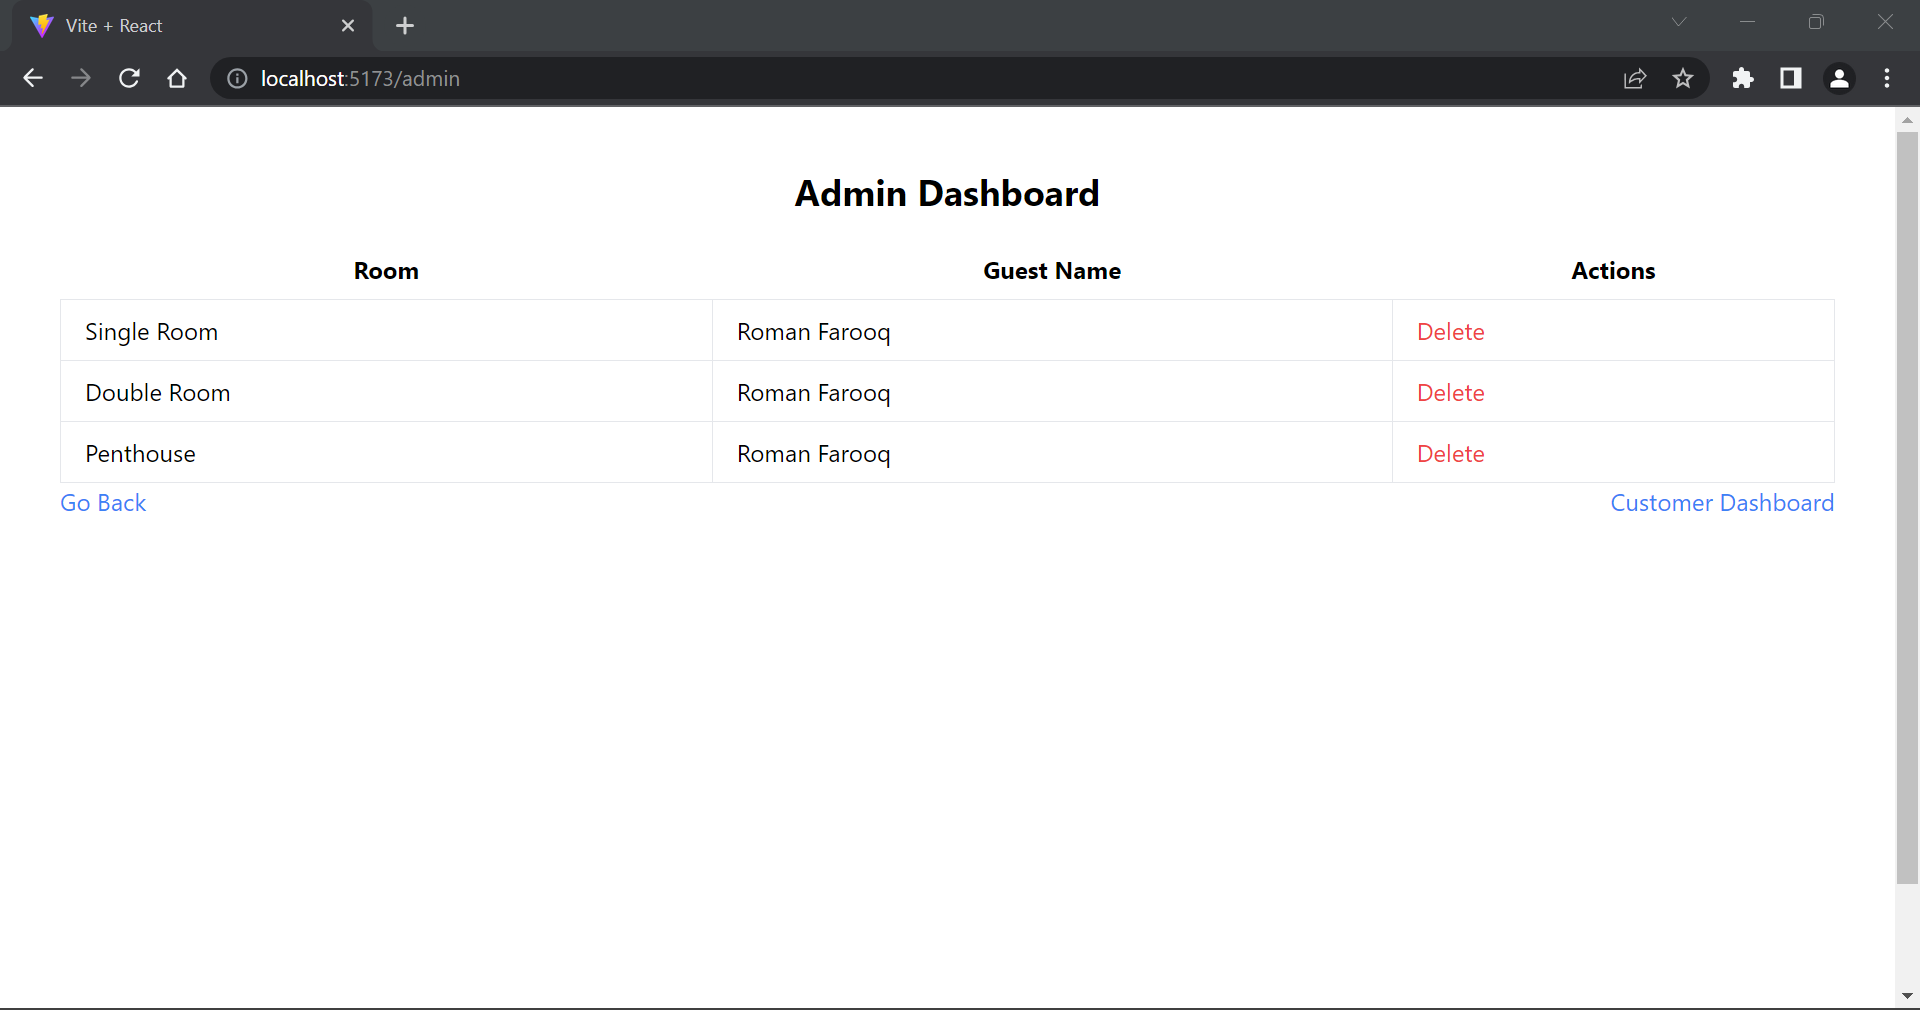 Vite + React
localhost:5173/admin
Admin Dashboard
Room Guest Name Actions
Single Room Roman Farooq Delete
Double Room Roman Farooq Delete
Penthouse Roman Farooq Delete
Go Back Customer Dashboard